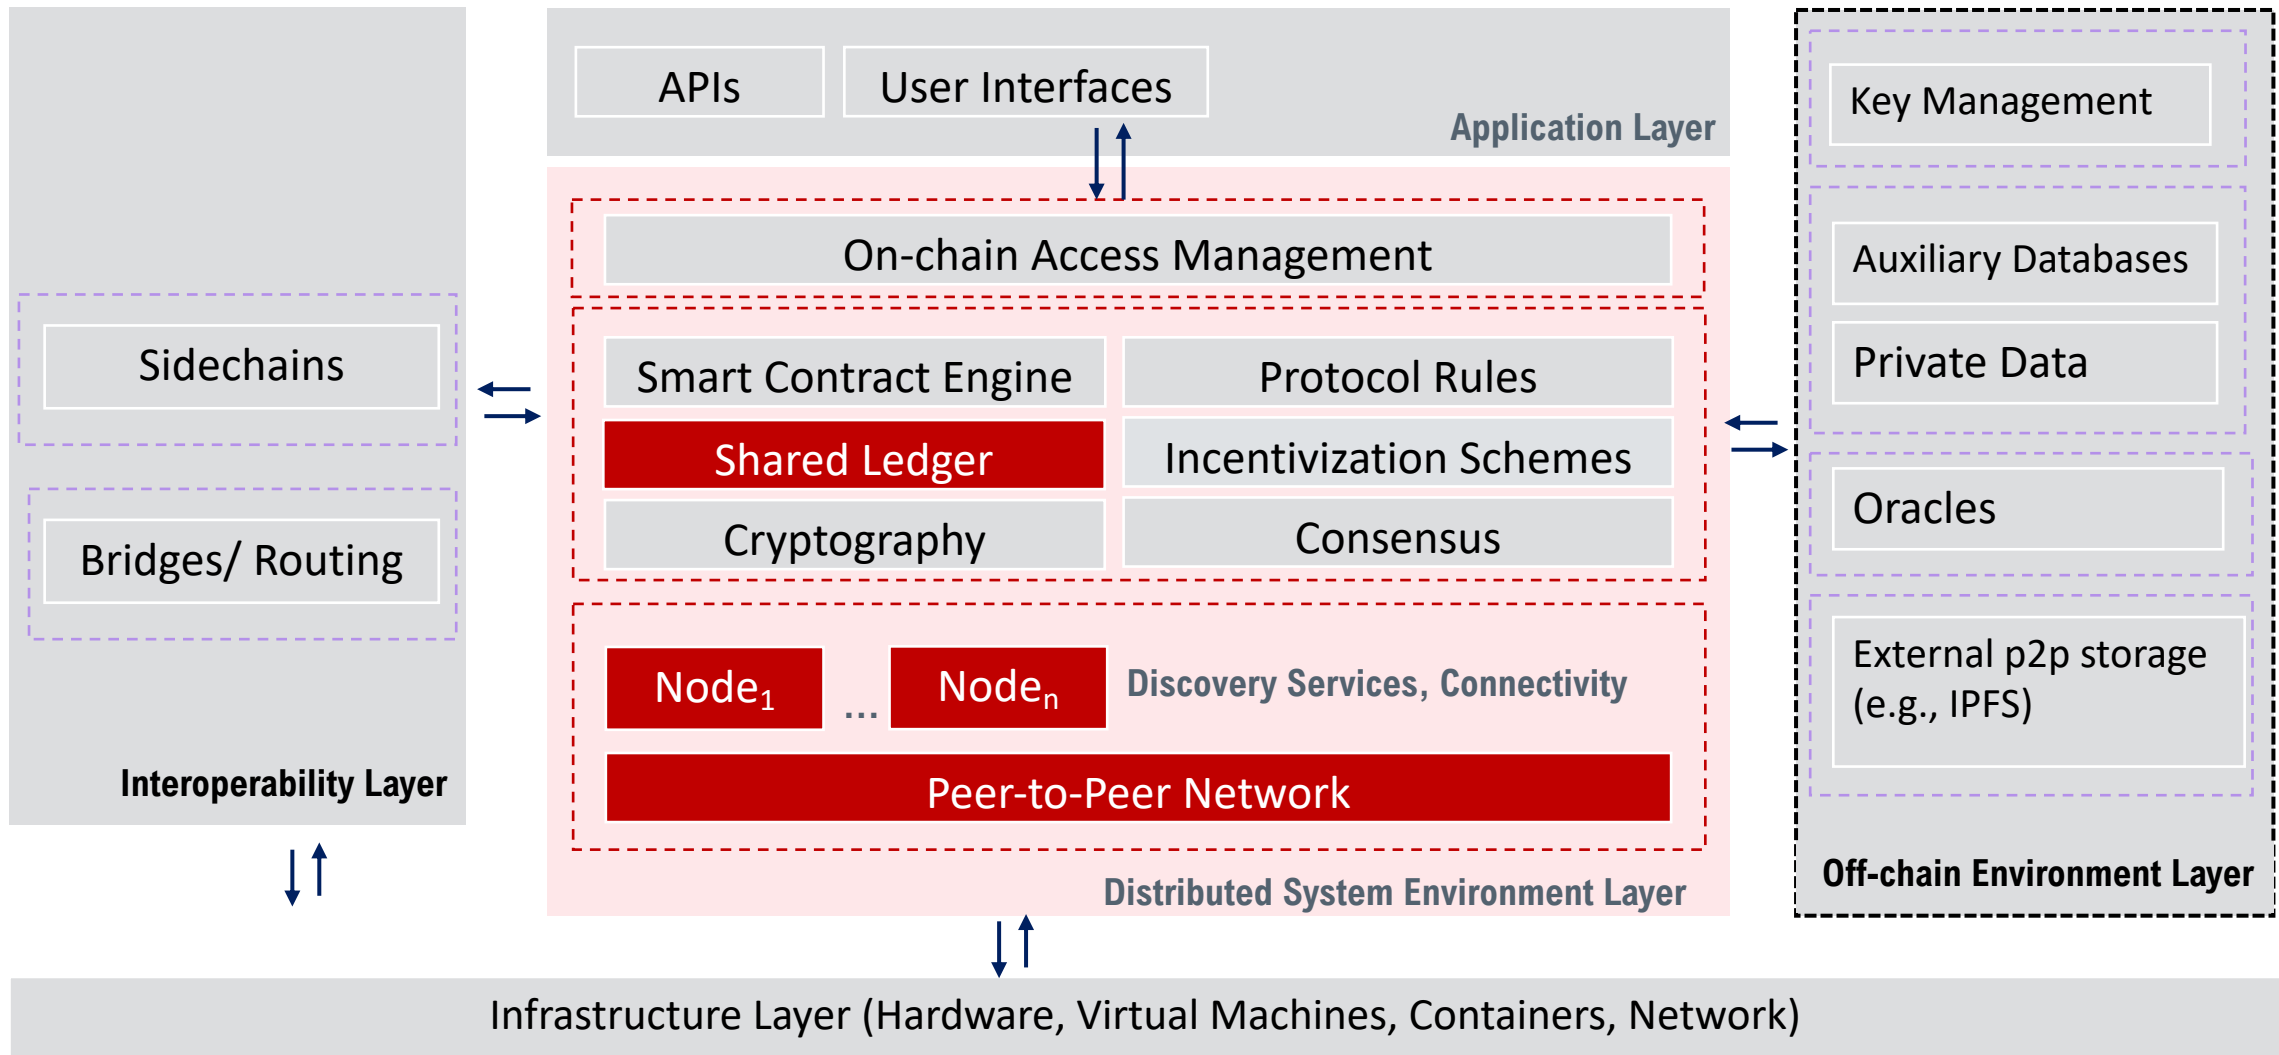 APIs
User Interfaces
Application Layer
On-chain Access Management
Smart Contract Engine
Protocol Rules
Shared Ledger
Incentivization Schemes
Cryptography
Consensus
Node1
...
Noden
Discovery Services, Connectivity
Peer-to-Peer Network
Distributed System Environment Layer
Sidechains
Bridges/ Routing
Interoperability Layer
Key Management
Auxiliary Databases
Private Data
Oracles
External p2p storage
(e.g., IPFS)
Off-chain Environment Layer
Infrastructure Layer (Hardware, Virtual Machines, Containers, Network)